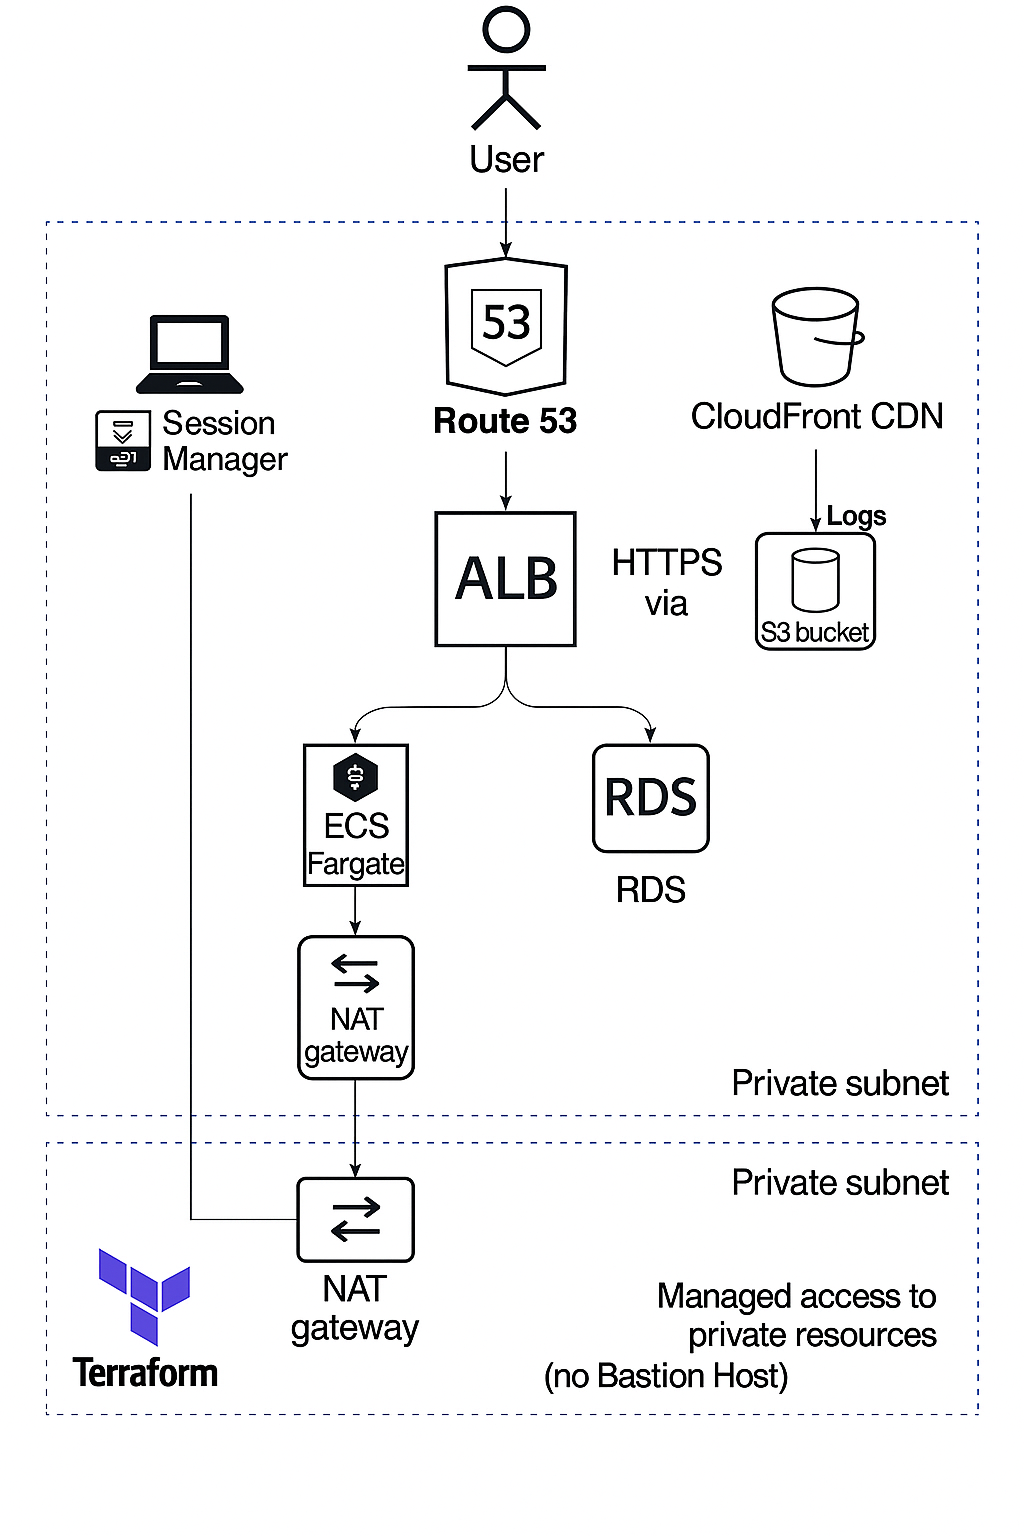 User
53
Route 53
Session
Manager
CloudFront CDN
Logs
S3 bucket
ALB
HTTPS
via
ECS
Fargate
RDS
RDS
NAT
gateway
Private subnet
Private subnet
NAT
gateway
Managed access to
private resources
(no Bastion Host)
Terraform